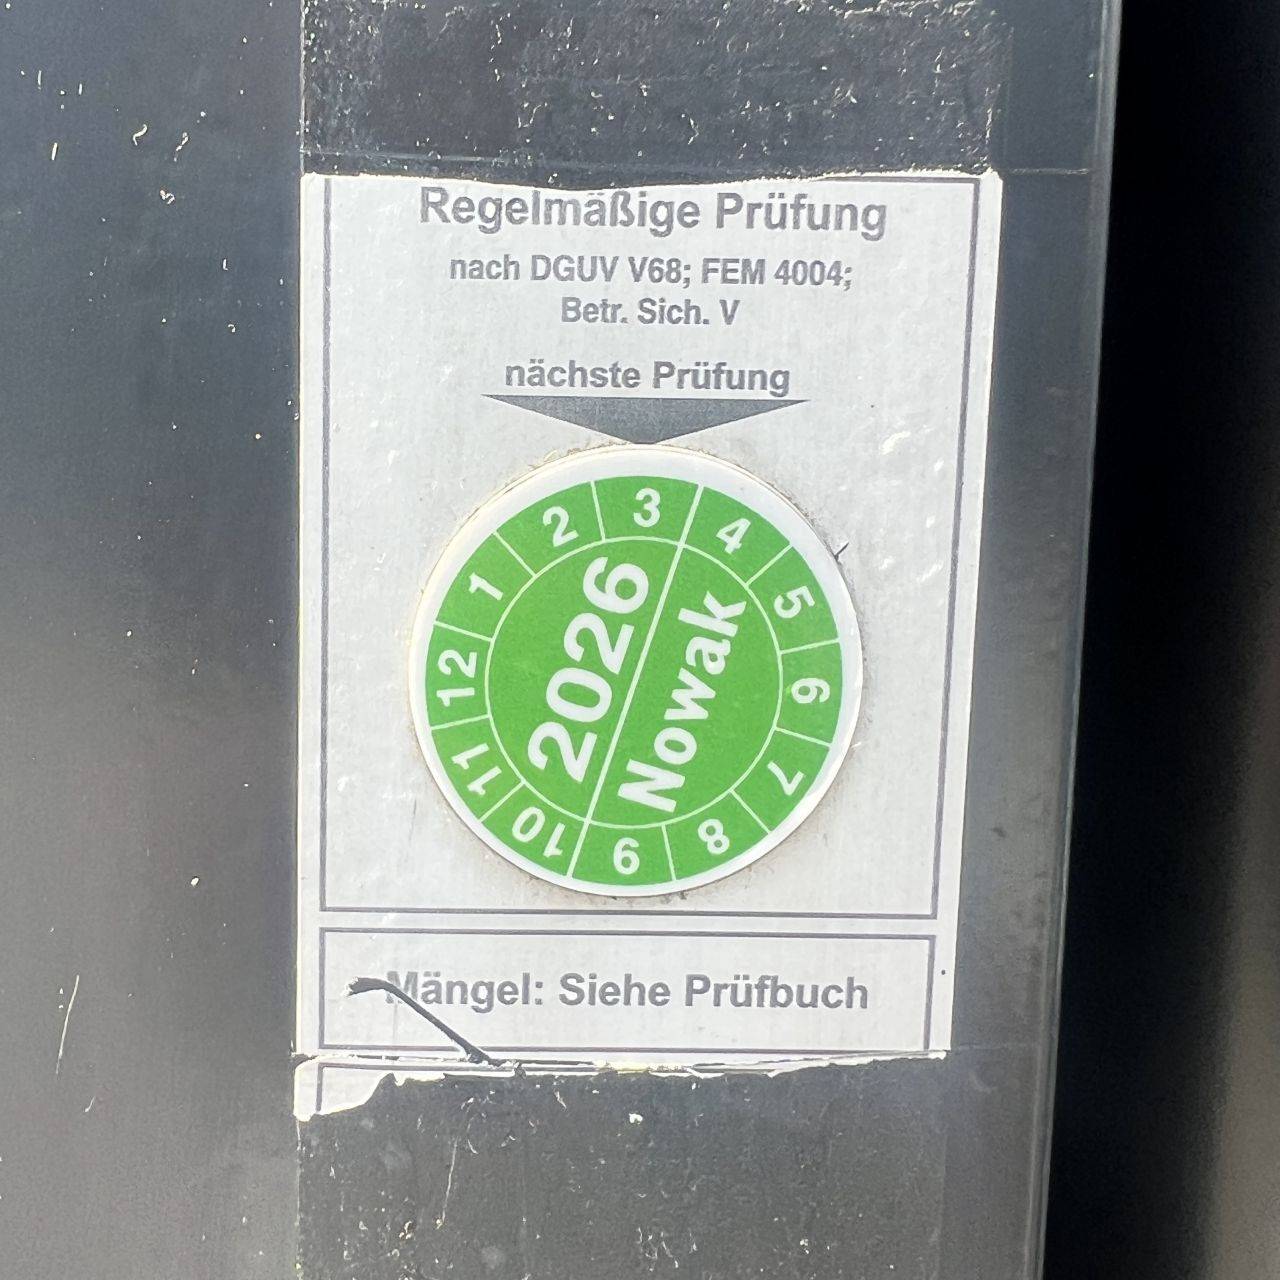 Regelmäßige Prüfung
nach DGUV V68; FEM 4004;
Betr. Sich. V
nächste Prüfung
1 2 3 4 5 6 7 8 9 10 11 12
2026
Nowak
Mängel: Siehe Prüfbuch